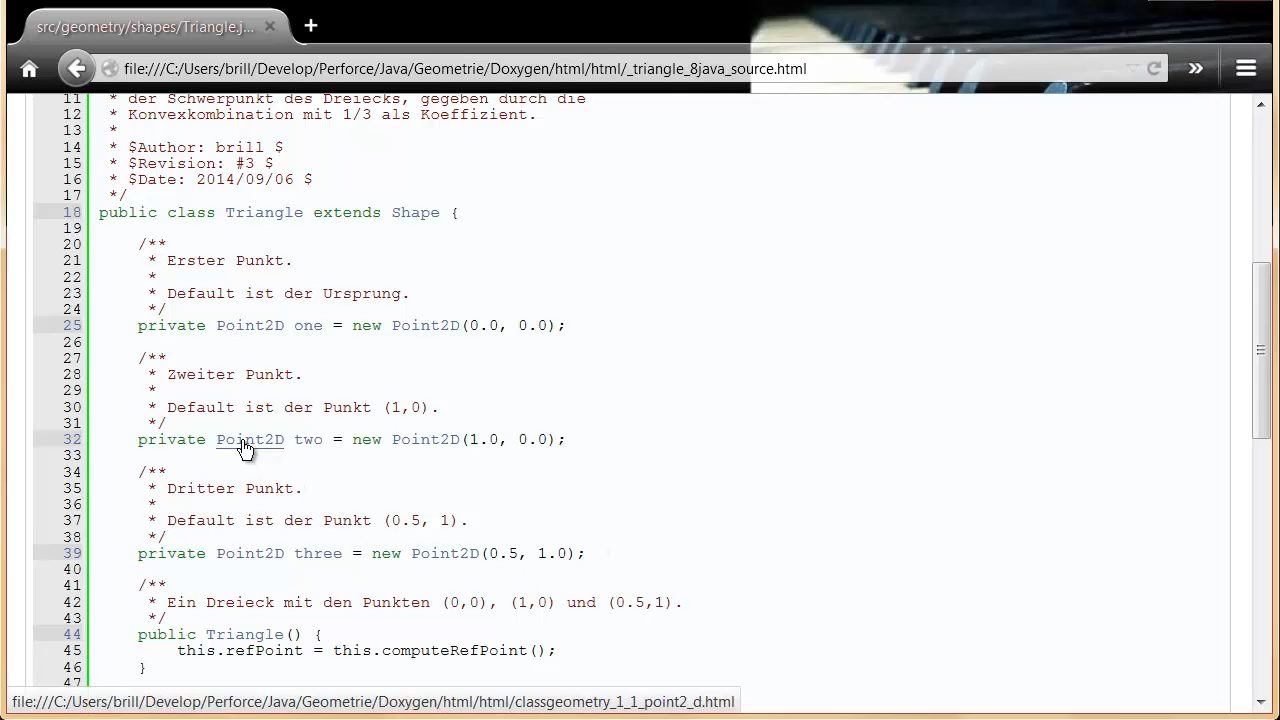 src/geometry/shapes/Triangle.j...
file:///C:/Users/brill/Develop/Perforce/Java/Geometrie/Doxygen/html/html/_triangle_8java_source.html
11 * der Schwerpunkt des Dreiecks, gegeben durch die
12 * Konvexkombination mit 1/3 als Koeffizient.
13 *
14 * $Author: brill $
15 * $Revision: #3 $
16 * $Date: 2014/09/06 $
17 */
18 public class Triangle extends Shape {
19
20 /**
21 * Erster Punkt.
22 *
23 * Default ist der Ursprung.
24 */
25 private Point2D one = new Point2D(0.0, 0.0);
26
27 /**
28 * Zweiter Punkt.
29 *
30 * Default ist der Punkt (1,0).
31 */
32 private Point2D two = new Point2D(1.0, 0.0);
33
34 /**
35 * Dritter Punkt.
36 *
37 * Default ist der Punkt (0.5, 1).
38 */
39 private Point2D three = new Point2D(0.5, 1.0);
40
41 /**
42 * Ein Dreieck mit den Punkten (0,0), (1,0) und (0.5,1).
43 */
44 public Triangle() {
45 this.refPoint = this.computeRefPoint();
46 }
47
file:///C:/Users/brill/Develop/Perforce/Java/Geometrie/Doxygen/html/html/classgeometry_1_1_point2_d.html